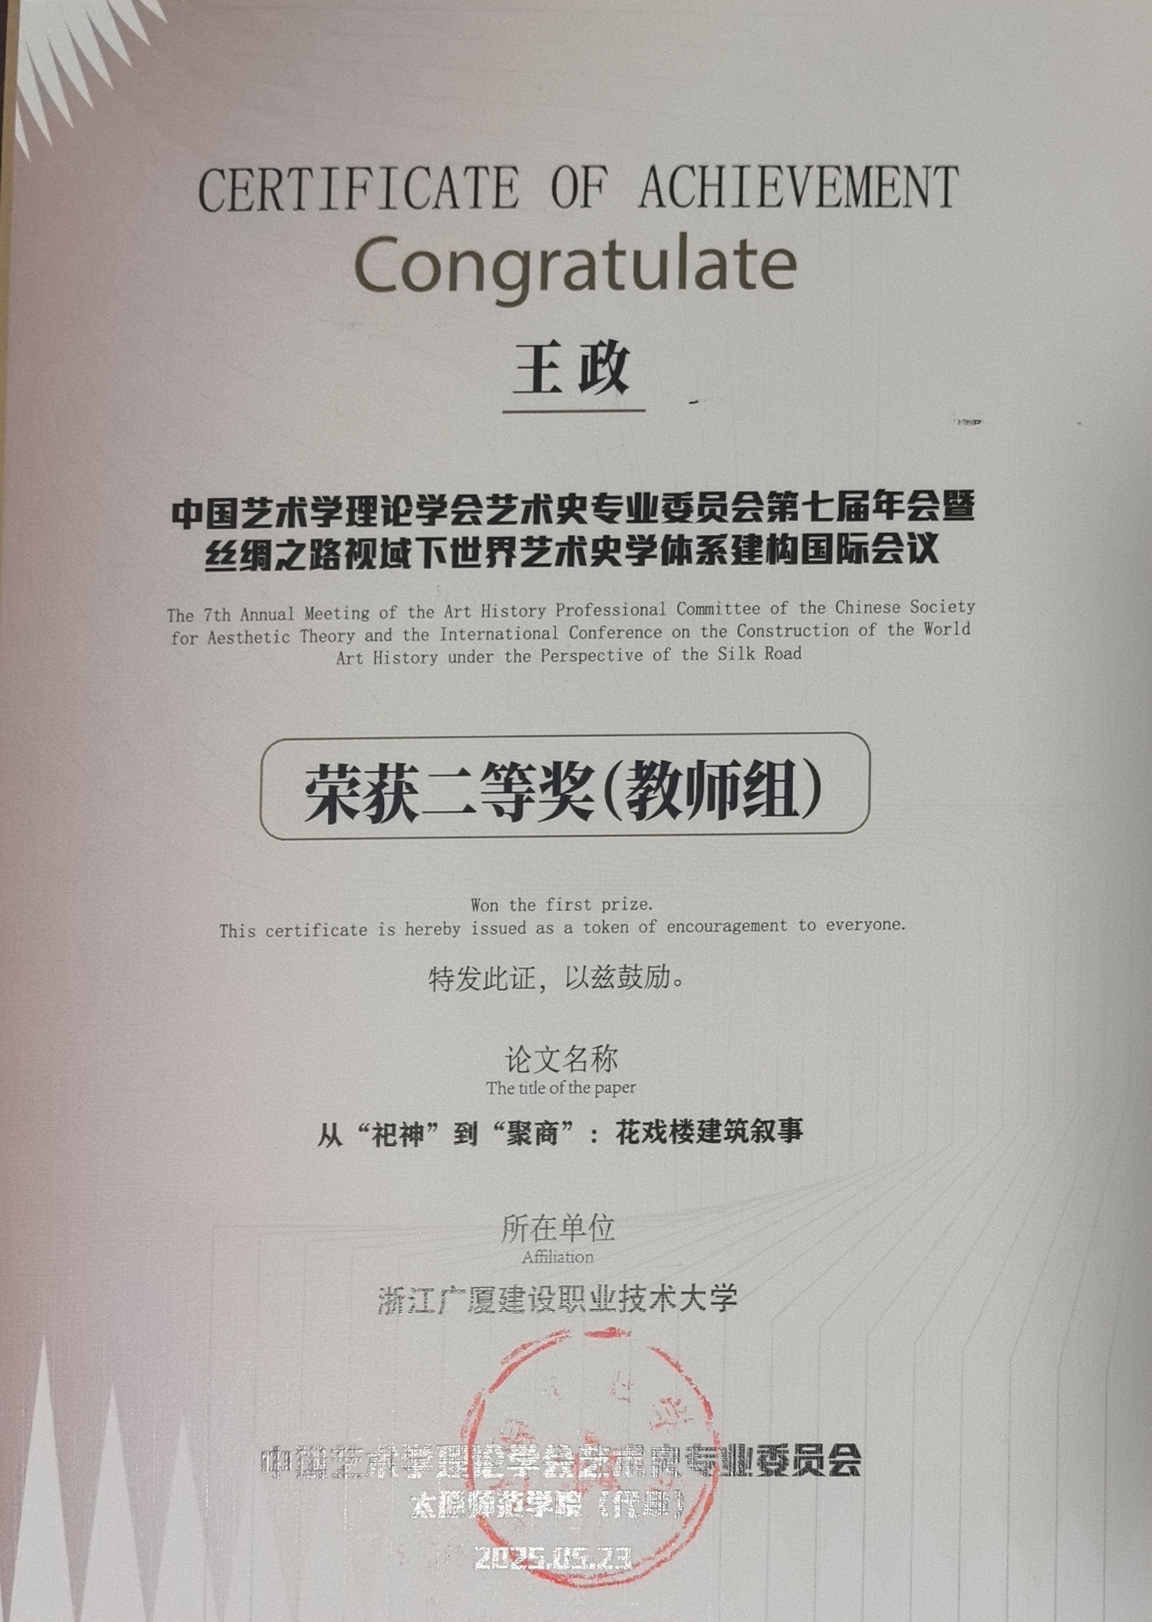 CERTIFICATE OF ACHIEVEMENT
Congratulate
王政
中国艺术学理论学会艺术史专业委员会第七届年会暨
丝绸之路视域下世界艺术史学体系建构国际会议
The 7th Annual Meeting of the Art History Professional Committee of the Chinese Society
for Aesthetic Theory and the International Conference on the Construction of the World
Art History under the Perspective of the Silk Road
荣获二等奖(教师组)
Won the first prize.
This certificate is hereby issued as a token of encouragement to everyone.
特发此证，以兹鼓励。
论文名称
The title of the paper
从“祀神”到“聚商”：花戏楼建筑叙事
所在单位
Affiliation
浙江广厦建设职业技术大学
中国艺术学理论学会艺术史专业委员会
太原师范学院（代章）
2025.05.23